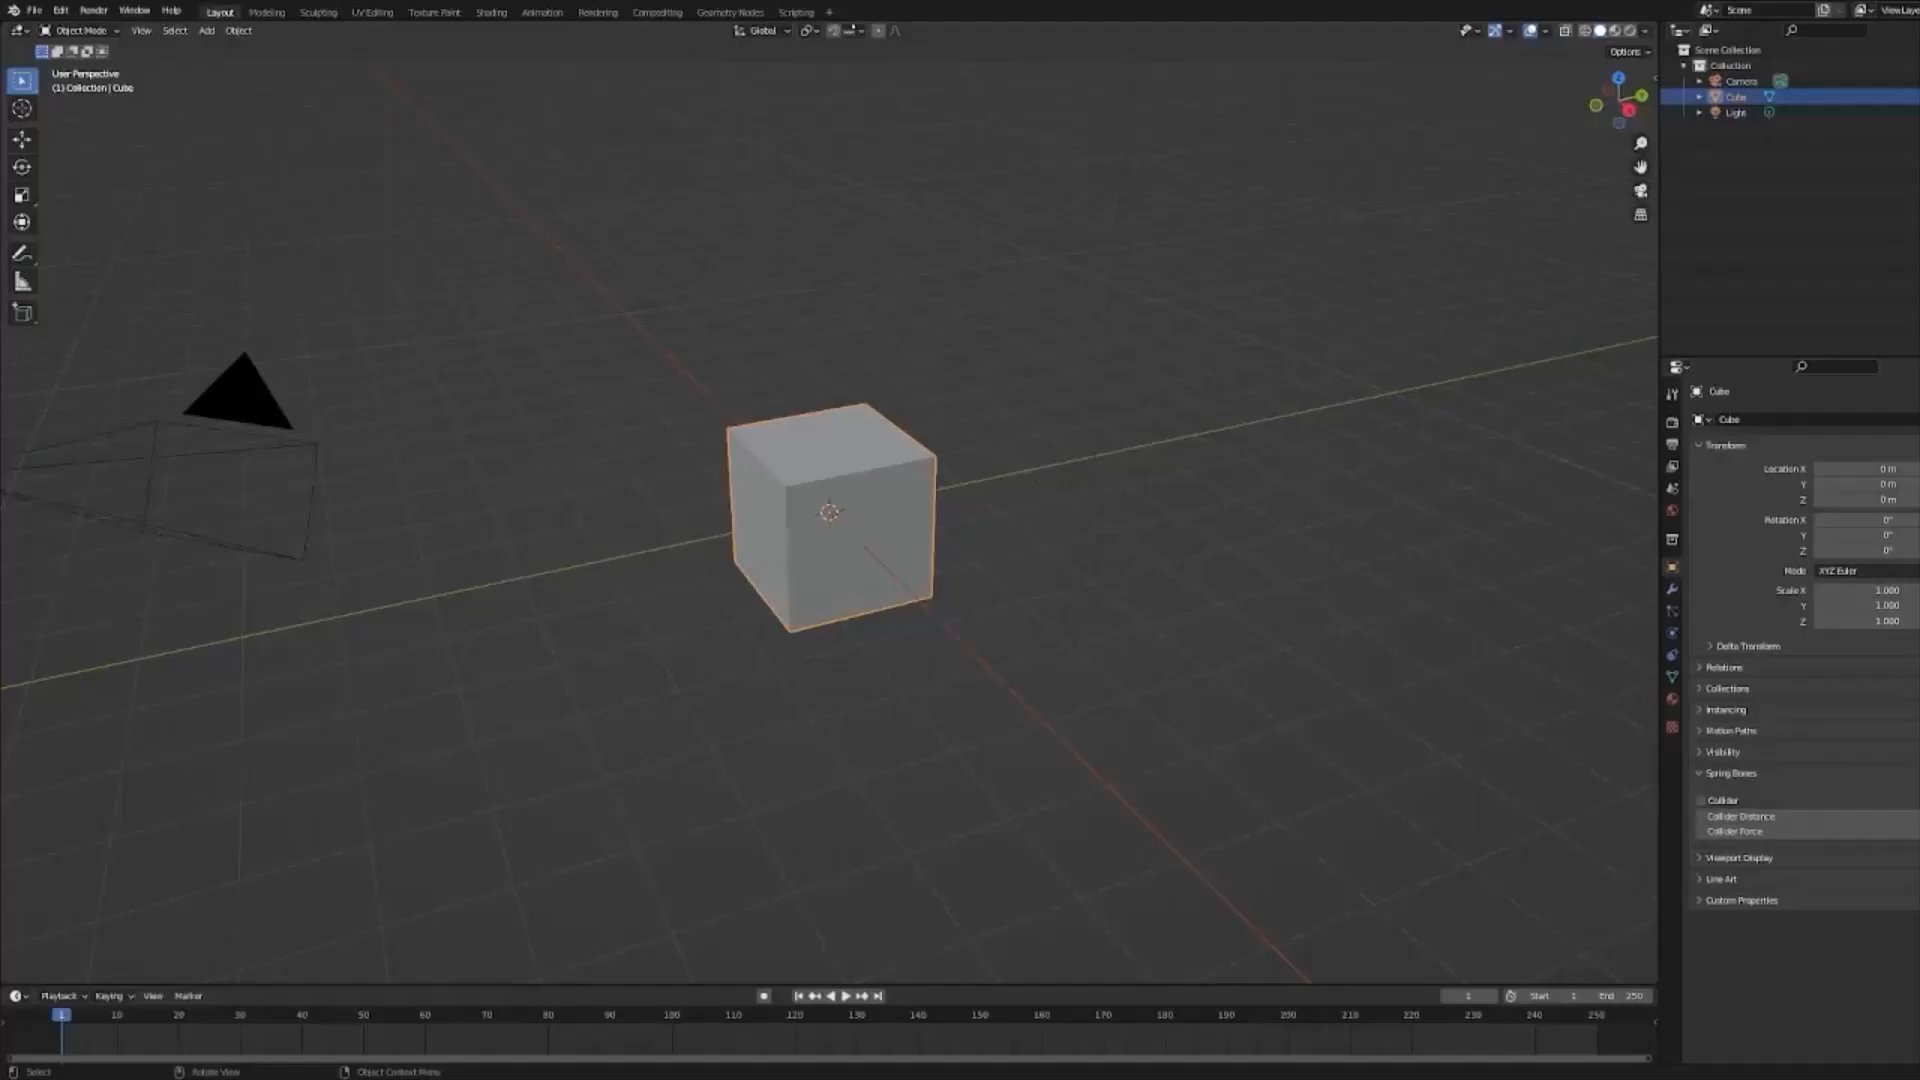 File Edit Render Window Help Layout Modeling Sculpting UV Editing Texture Paint Shading Animation Rendering Compositing Geometry Nodes Scripting + Scene ViewLaye
Object Mode View Select Add Object Global
Options
User Perspective
(1) Collection | Cube
Z
Y
X
Scene Collection
Collection
Camera
Cube
Light
Cube
Cube
Transform
Location X 0 m
Y 0 m
Z 0 m
Rotation X 0°
Y 0°
Z 0°
Mode XYZ Euler
Scale X 1.000
Y 1.000
Z 1.000
Delta Transform
Relations
Collections
Instancing
Motion Paths
Visibility
Spring Bones
Collider
Collider Distance
Collider Force
Viewport Display
Line Art
Custom Properties
Playback Keying View Marker 1 Start 1 End 250
1 10 20 30 40 50 60 70 80 90 100 110 120 130 140 150 160 170 180 190 200 210 220 230 240 250
Select Rotate View Object Context Menu